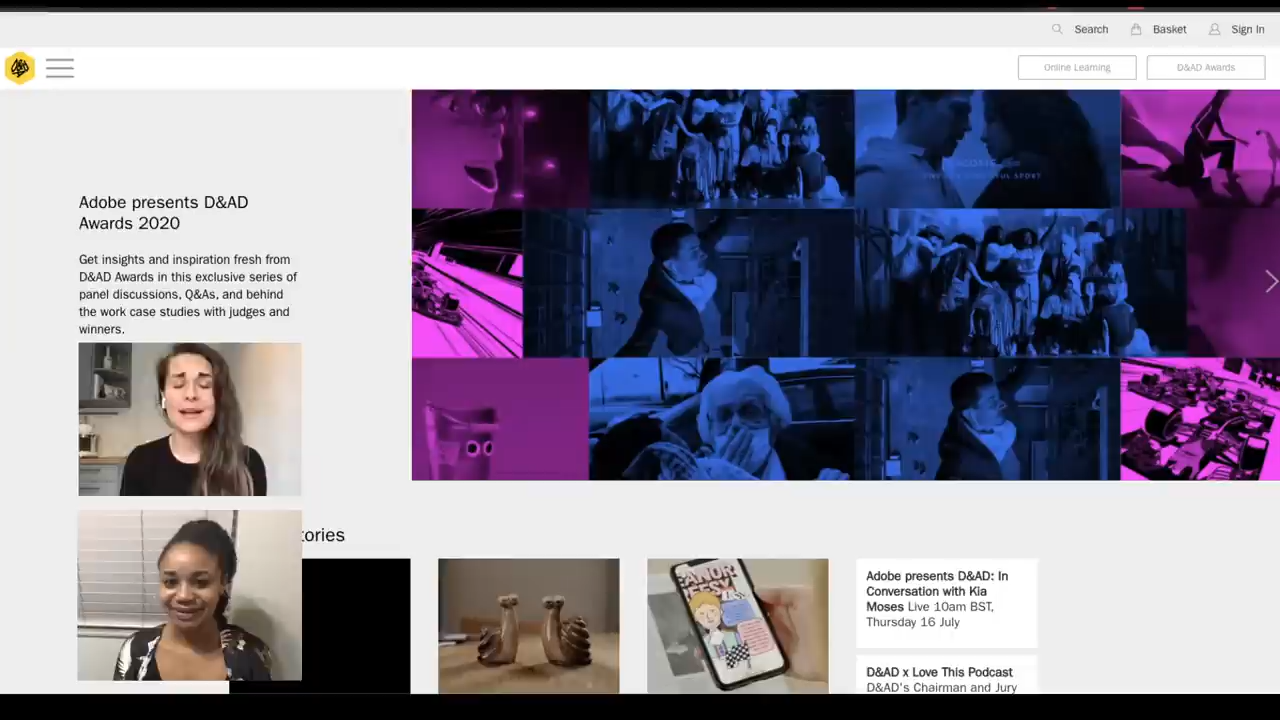 Search
Basket
Sign In
Online Learning
D&AD Awards
Adobe presents D&AD
Awards 2020
Get insights and inspiration fresh from
D&AD Awards in this exclusive series of
panel discussions, Q&As, and behind
the work case studies with judges and
winners.
tories
Adobe presents D&AD: In
Conversation with Kia
Moses Live 10am BST,
Thursday 16 July
D&AD x Love This Podcast
D&AD's Chairman and Jury